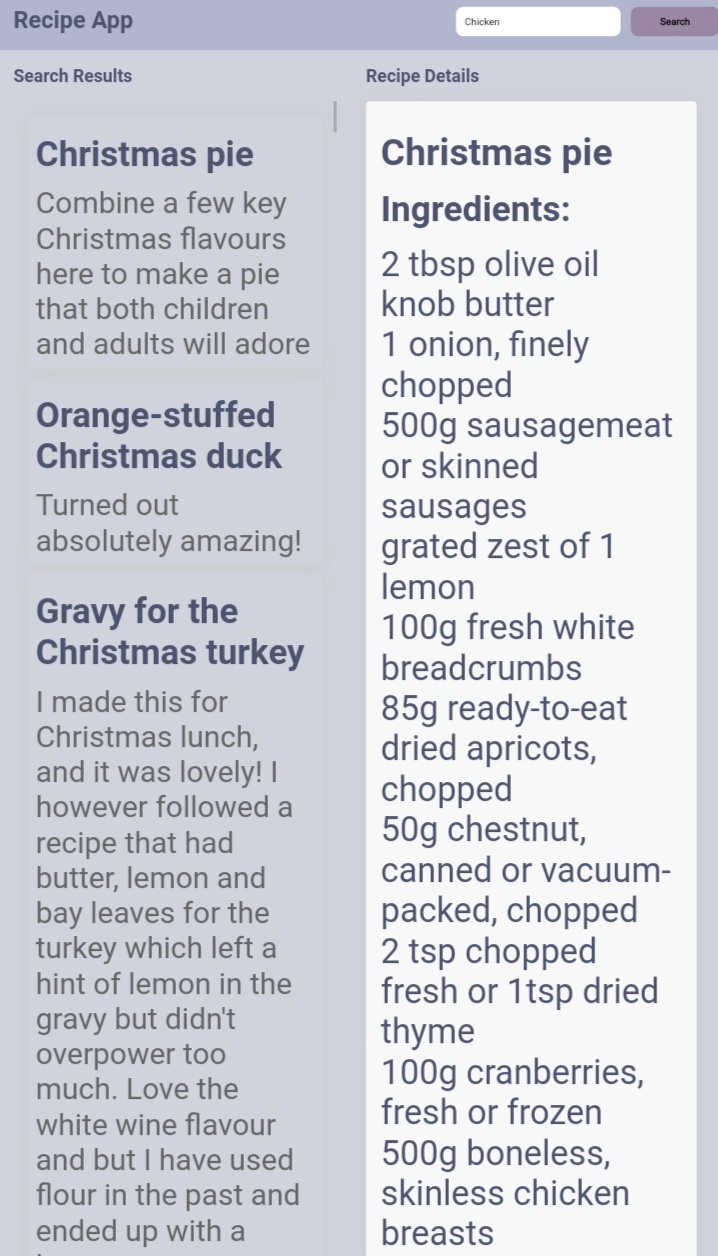 Recipe App
Chicken
Search
Search Results
Christmas pie
Combine a few key
Christmas flavours
here to make a pie
that both children
and adults will adore
Orange-stuffed
Christmas duck
Turned out
absolutely amazing!
Gravy for the
Christmas turkey
I made this for
Christmas lunch,
and it was lovely! I
however followed a
recipe that had
butter, lemon and
bay leaves for the
turkey which left a
hint of lemon in the
gravy but didn't
overpower too
much. Love the
white wine flavour
and but I have used
flour in the past and
ended up with a
Recipe Details
Christmas pie
Ingredients:
2 tbsp olive oil
knob butter
1 onion, finely
chopped
500g sausagemeat
or skinned
sausages
grated zest of 1
lemon
100g fresh white
breadcrumbs
85g ready-to-eat
dried apricots,
chopped
50g chestnut,
canned or vacuum-
packed, chopped
2 tsp chopped
fresh or 1tsp dried
thyme
100g cranberries,
fresh or frozen
500g boneless,
skinless chicken
breasts